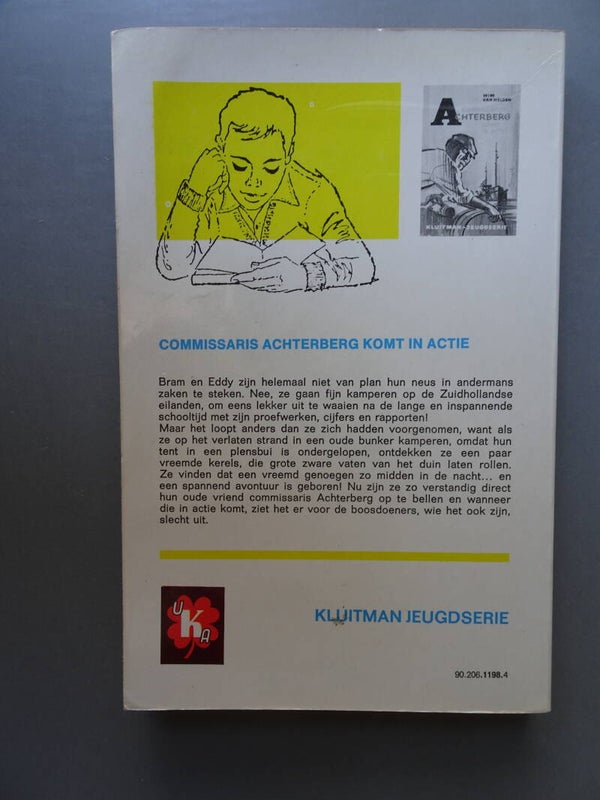 WIM
VAN HELDEN
ACHTERBERG
KLUITMAN-JEUGDSERIE
COMMISSARIS ACHTERBERG KOMT IN ACTIE
Bram en Eddy zijn helemaal niet van plan hun neus in andermans
zaken te steken. Nee, ze gaan fijn kamperen op de Zuidhollandse
eilanden, om eens lekker uit te waaien na de lange en inspannende
schooltijd met zijn proefwerken, cijfers en rapporten!
Maar het loopt anders dan ze zich hadden voorgenomen, want als
ze op het verlaten strand in een oude bunker kamperen, omdat hun
tent in een plensbui is ondergelopen, ontdekken ze een paar
vreemde kerels, die grote zware vaten van het duin laten rollen.
Ze vinden dat een vreemd genoegen zo midden in de nacht... en
een spannend avontuur is geboren! Nu zijn ze zo verstandig direct
hun oude vriend commissaris Achterberg op te bellen en wanneer
die in actie komt, ziet het er voor de boosdoeners, wie het ook zijn,
slecht uit.
UKA
KLUITMAN JEUGDSERIE
90.206.1198.4